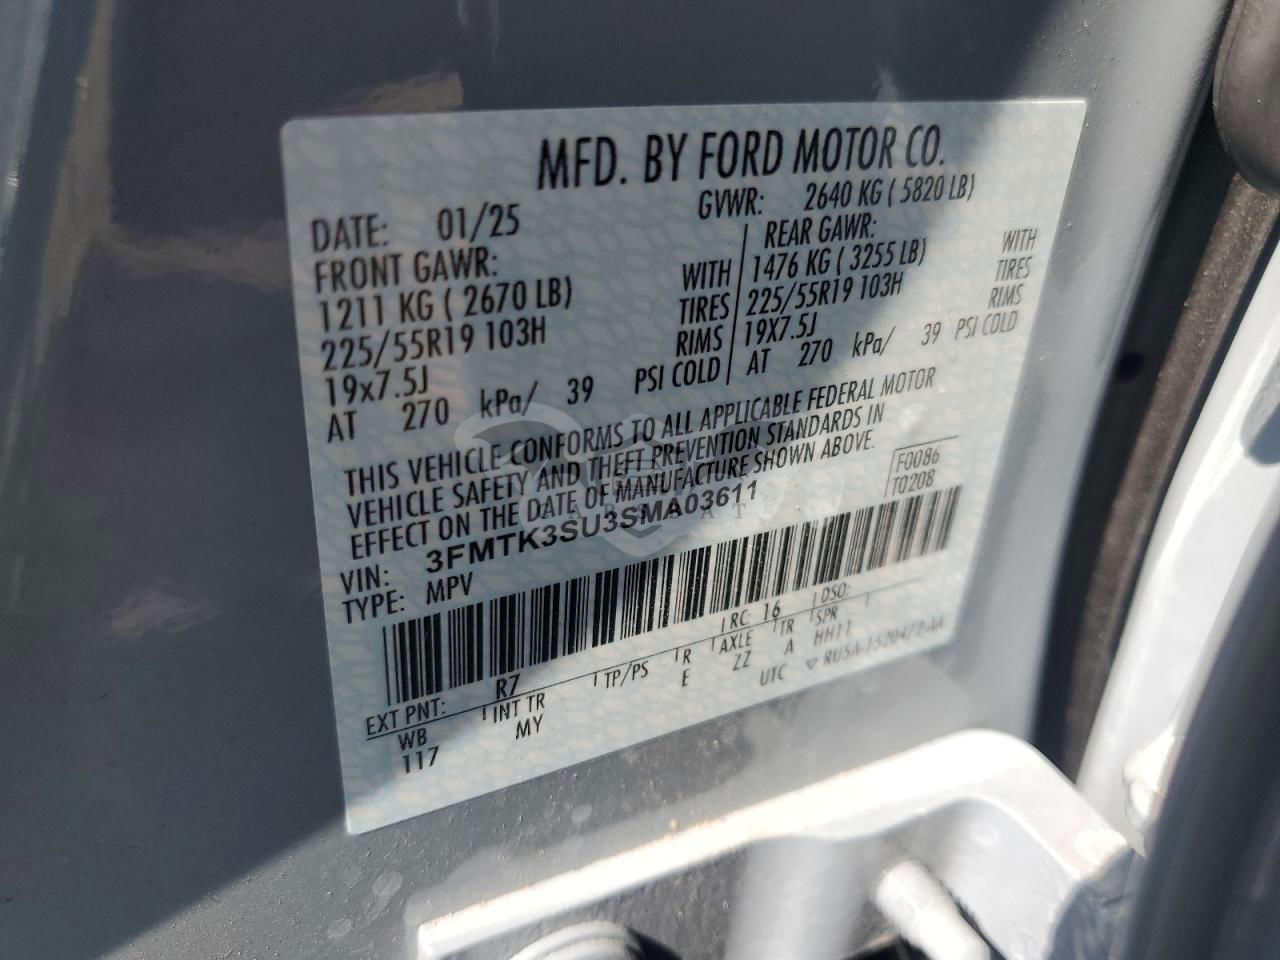 MFD. BY FORD MOTOR CO.
DATE: 01/25 GVWR: 2640 KG ( 5820 LB)
FRONT GAWR: REAR GAWR:
1211 KG ( 2670 LB) WITH 1476 KG ( 3255 LB) WITH
225/55R19 103H TIRES 225/55R19 103H TIRES
19x7.5J RIMS 19X7.5J RIMS
AT 270 kPa/ 39 PSI COLD AT 270 kPa/ 39 PSI COLD
THIS VEHICLE CONFORMS TO ALL APPLICABLE FEDERAL MOTOR
VEHICLE SAFETY AND THEFT PREVENTION STANDARDS IN
EFFECT ON THE DATE OF MANUFACTURE SHOWN ABOVE.
F0086
T0208
VIN: 3FMTK3SU3SMA03611
TYPE: MPV
EXT PNT: R7 RC: 16 DSO:
WB INT TR TP/PS R AXLE TR SPR
117 MY E ZZ A HH11
UTC ▽ RU5A-1520472-AA